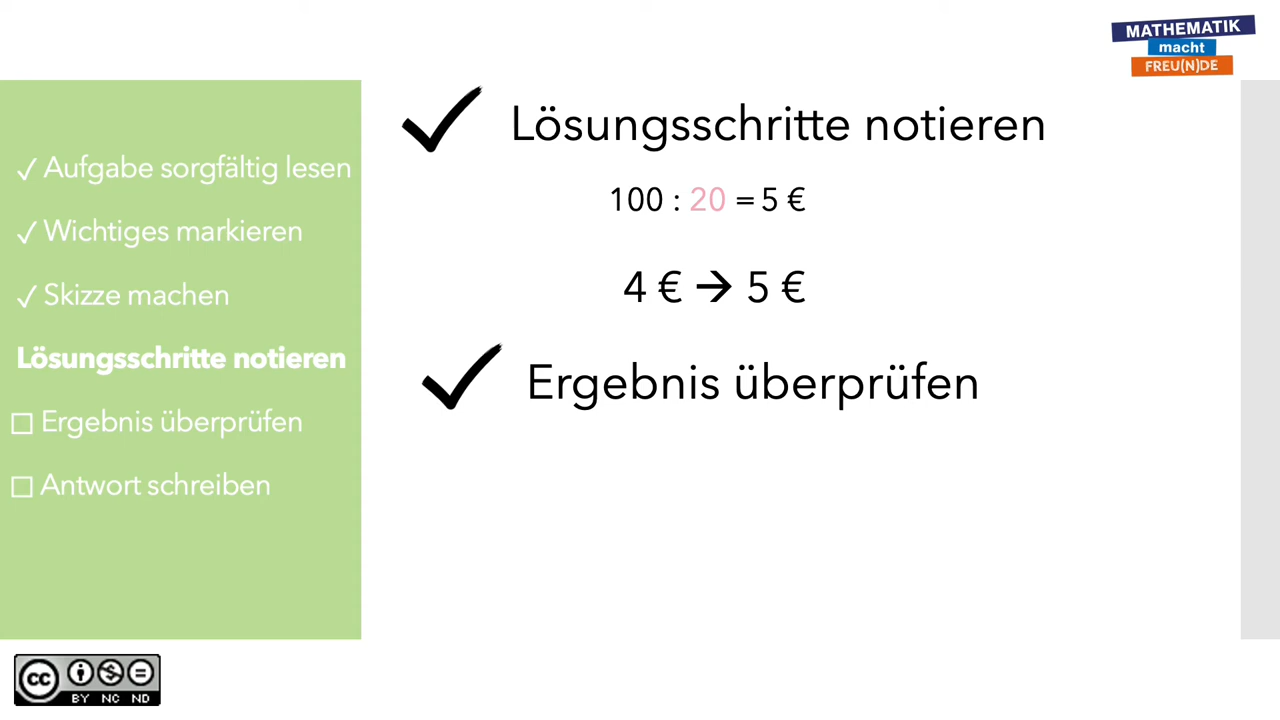 MATHEMATIK
macht
FREU(N)DE
✓ Aufgabe sorgfältig lesen
✓ Wichtiges markieren
✓ Skizze machen
Lösungsschritte notieren
☐ Ergebnis überprüfen
☐ Antwort schreiben
✓ Lösungsschritte notieren
100 : 20 = 5 €
4 € → 5 €
✓ Ergebnis überprüfen
cc
BY NC ND